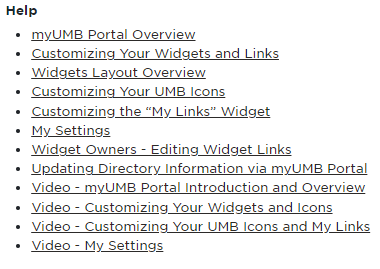 Help
myUMB Portal Overview
Customizing Your Widgets and Links
Widgets Layout Overview
Customizing Your UMB Icons
Customizing the “My Links” Widget
My Settings
Widget Owners - Editing Widget Links
Updating Directory Information via myUMB Portal
Video - myUMB Portal Introduction and Overview
Video - Customizing Your Widgets and Icons
Video - Customizing Your UMB Icons and My Links
Video - My Settings